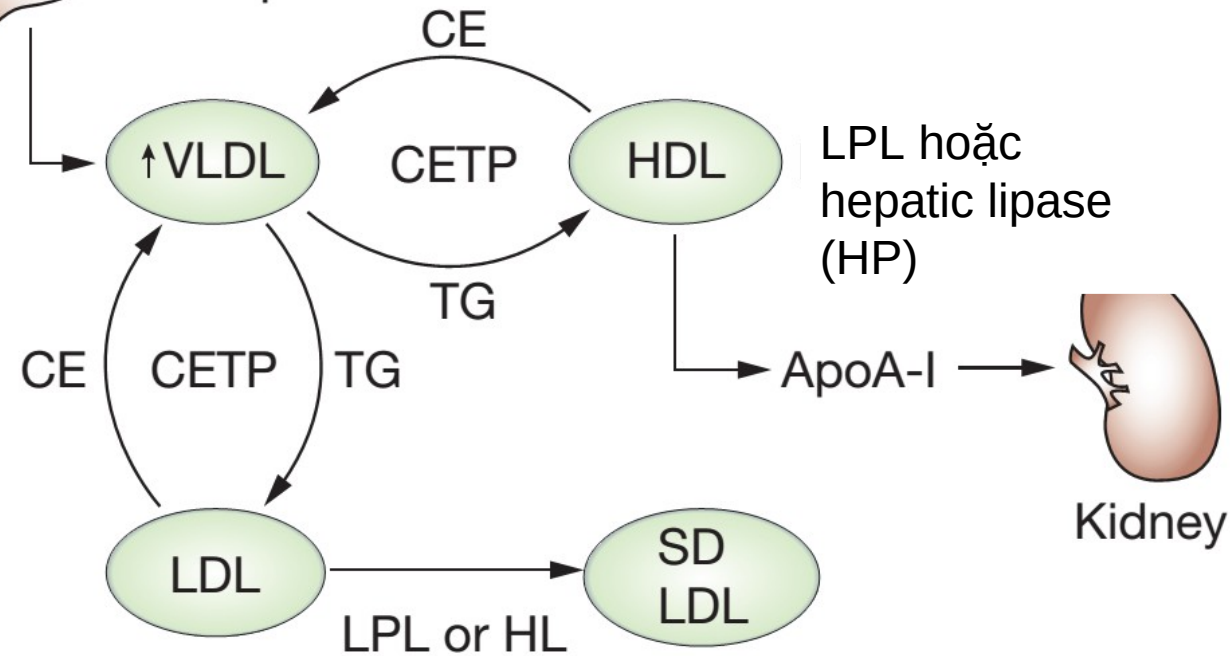 CE
↑VLDL
CETP
HDL
LPL hoặc
hepatic lipase
(HP)
TG
CE
CETP
TG
ApoA-I
Kidney
LDL
SD
LDL
LPL or HL